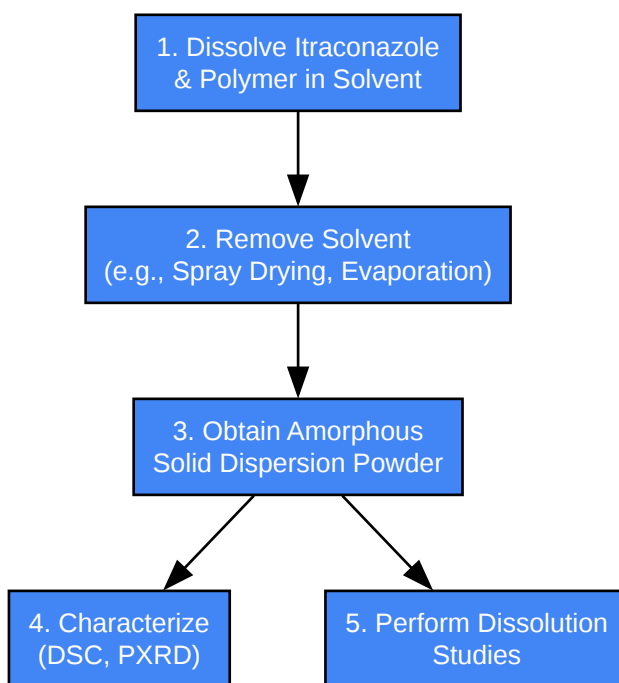 1. Dissolve Itraconazole
& Polymer in Solvent
2. Remove Solvent
(e.g., Spray Drying, Evaporation)
3. Obtain Amorphous
Solid Dispersion Powder
4. Characterize
(DSC, PXRD)
5. Perform Dissolution
Studies